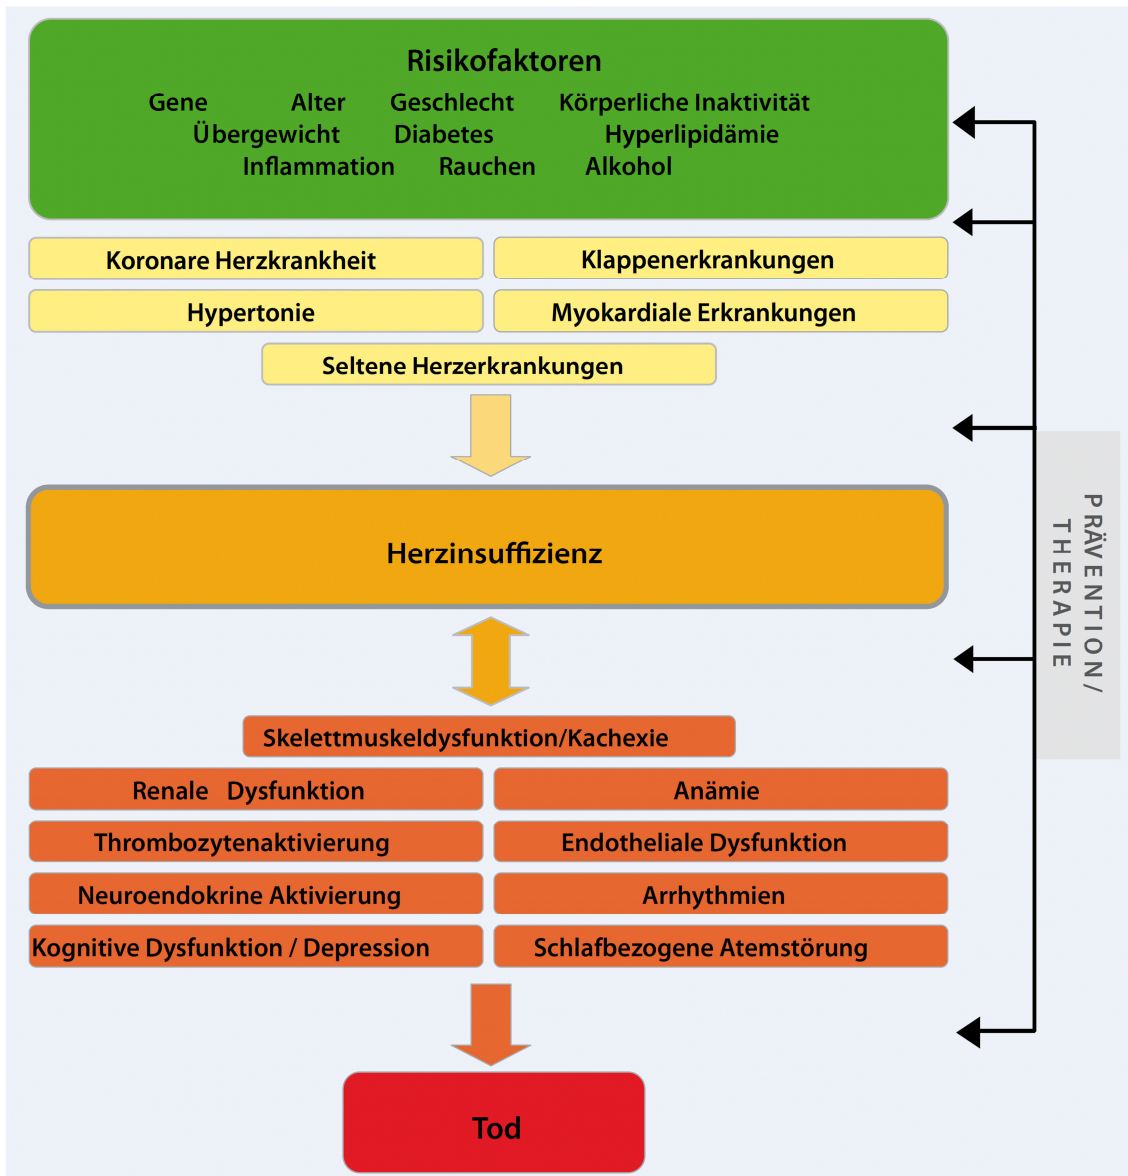 Risikofaktoren
Gene Alter Geschlecht Körperliche Inaktivität
Übergewicht Diabetes Hyperlipidämie
Inflammation Rauchen Alkohol
Koronare Herzkrankheit
Klappenerkrankungen
Hypertonie
Myokardiale Erkrankungen
Seltene Herzerkrankungen
Herzinsuffizienz
Skelettmuskeldysfunktion/Kachexie
Renale Dysfunktion
Anämie
Thrombozytenaktivierung
Endotheliale Dysfunktion
Neuroendokrine Aktivierung
Arrhythmien
Kognitive Dysfunktion / Depression
Schlafbezogene Atemstörung
Tod
PRÄVENTION/
THERAPIE